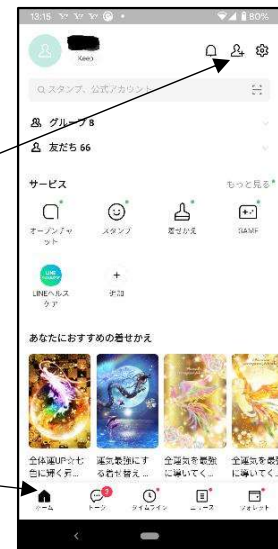 13:15
80%
Keep
スタンプ、公式アカウント
グループ 8
友だち 66
サービス
もっと見る
オープンチャ
ット
スタンプ
着せかえ
GAME
LINEヘルス
ケア
追加
あなたにおすすめの着せかえ
全体運UP☆七
色に輝く昇...
運気最強にす
る着せ替え...
全運気を最強
に導いてく...
全運気を最
に導いてく
ホーム
トーク
タイムライン
ニュース
ウォレット